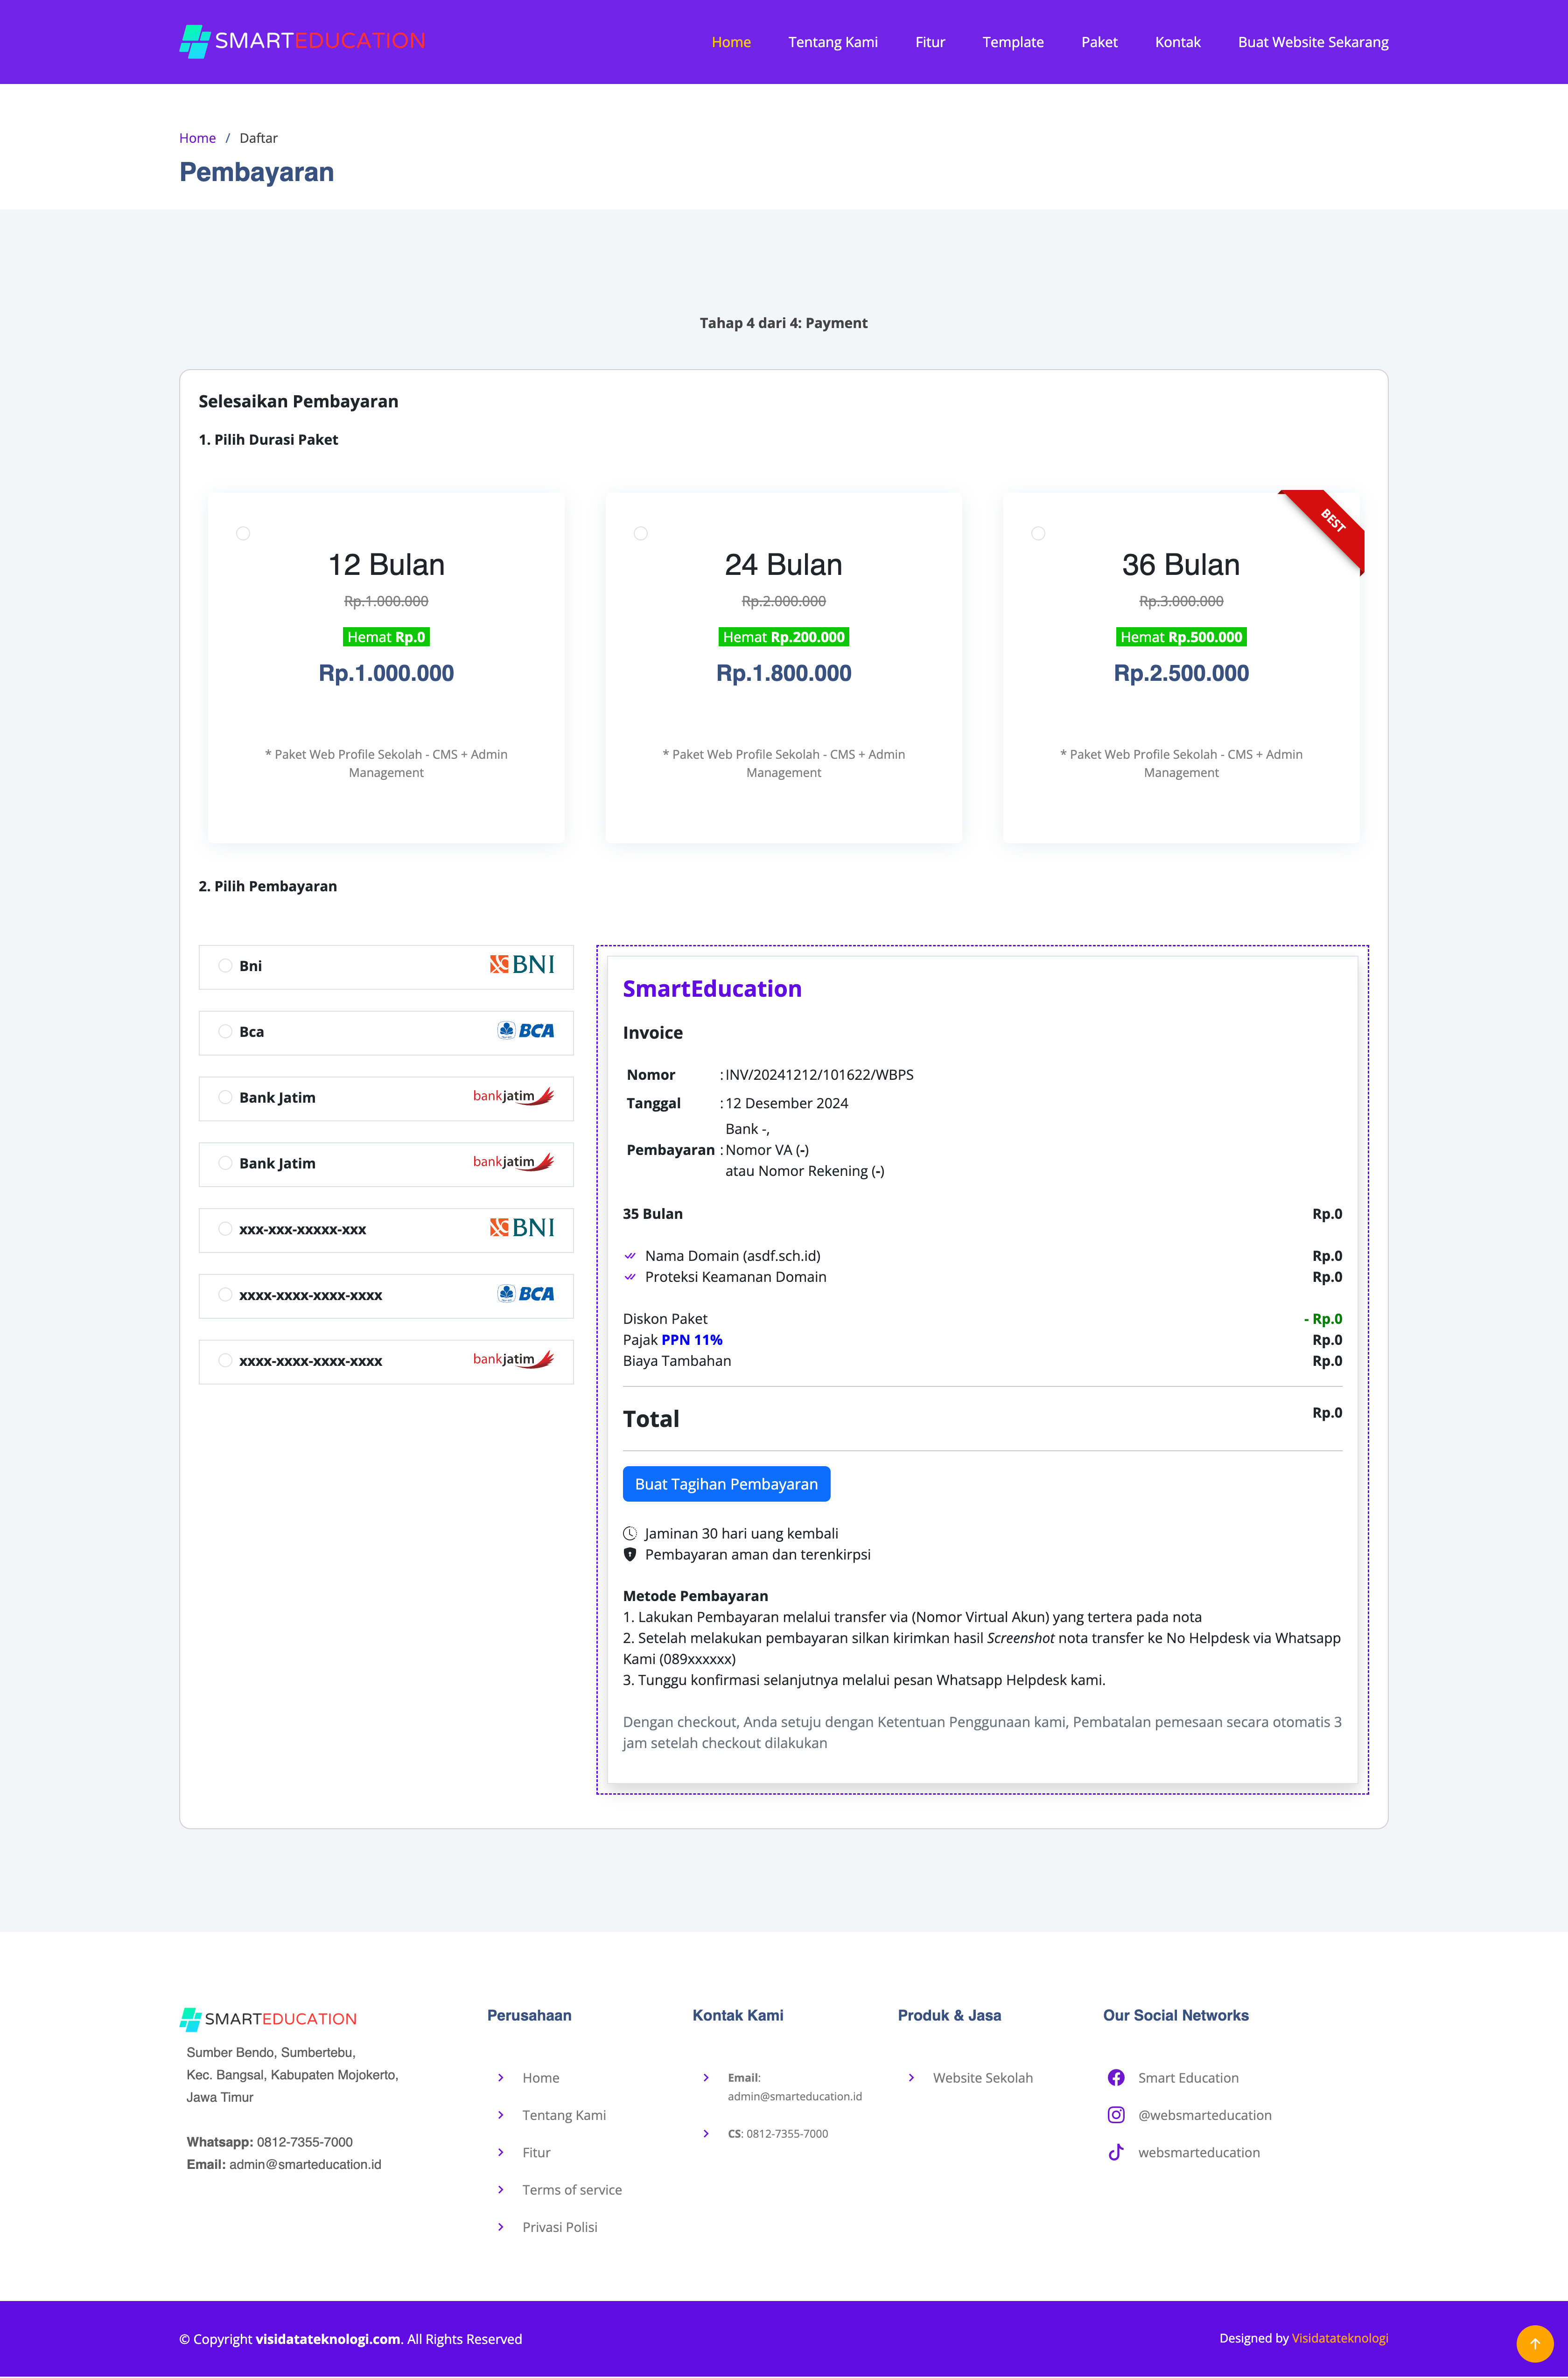 SMARTEDUCATION
Home Tentang Kami Fitur Template Paket Kontak Buat Website Sekarang
Home / Daftar
Pembayaran
Tahap 4 dari 4: Payment
Selesaikan Pembayaran
1. Pilih Durasi Paket
12 Bulan
Rp.1.000.000
Hemat Rp.0
Rp.1.000.000
* Paket Web Profile Sekolah - CMS + Admin
Management
24 Bulan
Rp.2.000.000
Hemat Rp.200.000
Rp.1.800.000
* Paket Web Profile Sekolah - CMS + Admin
Management
BEST
36 Bulan
Rp.3.000.000
Hemat Rp.500.000
Rp.2.500.000
* Paket Web Profile Sekolah - CMS + Admin
Management
2. Pilih Pembayaran
Bni BNI
Bca BCA
Bank Jatim bankjatim
Bank Jatim bankjatim
xxx-xxx-xxxxx-xxx BNI
xxxx-xxxx-xxxx-xxxx BCA
xxxx-xxxx-xxxx-xxxx bankjatim
SmartEducation
Invoice
Nomor : INV/20241212/101622/WBPS
Tanggal : 12 Desember 2024
Bank -,
Pembayaran : Nomor VA (-)
atau Nomor Rekening (-)
35 Bulan Rp.0
Nama Domain (asdf.sch.id) Rp.0
Proteksi Keamanan Domain Rp.0
Diskon Paket - Rp.0
Pajak PPN 11% Rp.0
Biaya Tambahan Rp.0
Total Rp.0
Buat Tagihan Pembayaran
Jaminan 30 hari uang kembali
Pembayaran aman dan terenkirpsi
Metode Pembayaran
1. Lakukan Pembayaran melalui transfer via (Nomor Virtual Akun) yang tertera pada nota
2. Setelah melakukan pembayaran silkan kirimkan hasil Screenshot nota transfer ke No Helpdesk via Whatsapp
Kami (089xxxxxx)
3. Tunggu konfirmasi selanjutnya melalui pesan Whatsapp Helpdesk kami.
Dengan checkout, Anda setuju dengan Ketentuan Penggunaan kami, Pembatalan pemesaan secara otomatis 3
jam setelah checkout dilakukan
SMARTEDUCATION
Sumber Bendo, Sumbertebu,
Kec. Bangsal, Kabupaten Mojokerto,
Jawa Timur
Whatsapp: 0812-7355-7000
Email: admin@smarteducation.id
Perusahaan
Home
Tentang Kami
Fitur
Terms of service
Privasi Polisi
Kontak Kami
Email:
admin@smarteducation.id
CS: 0812-7355-7000
Produk & Jasa
Website Sekolah
Our Social Networks
Smart Education
@websmarteducation
websmarteducation
© Copyright visidatateknologi.com. All Rights Reserved
Designed by Visidatateknologi